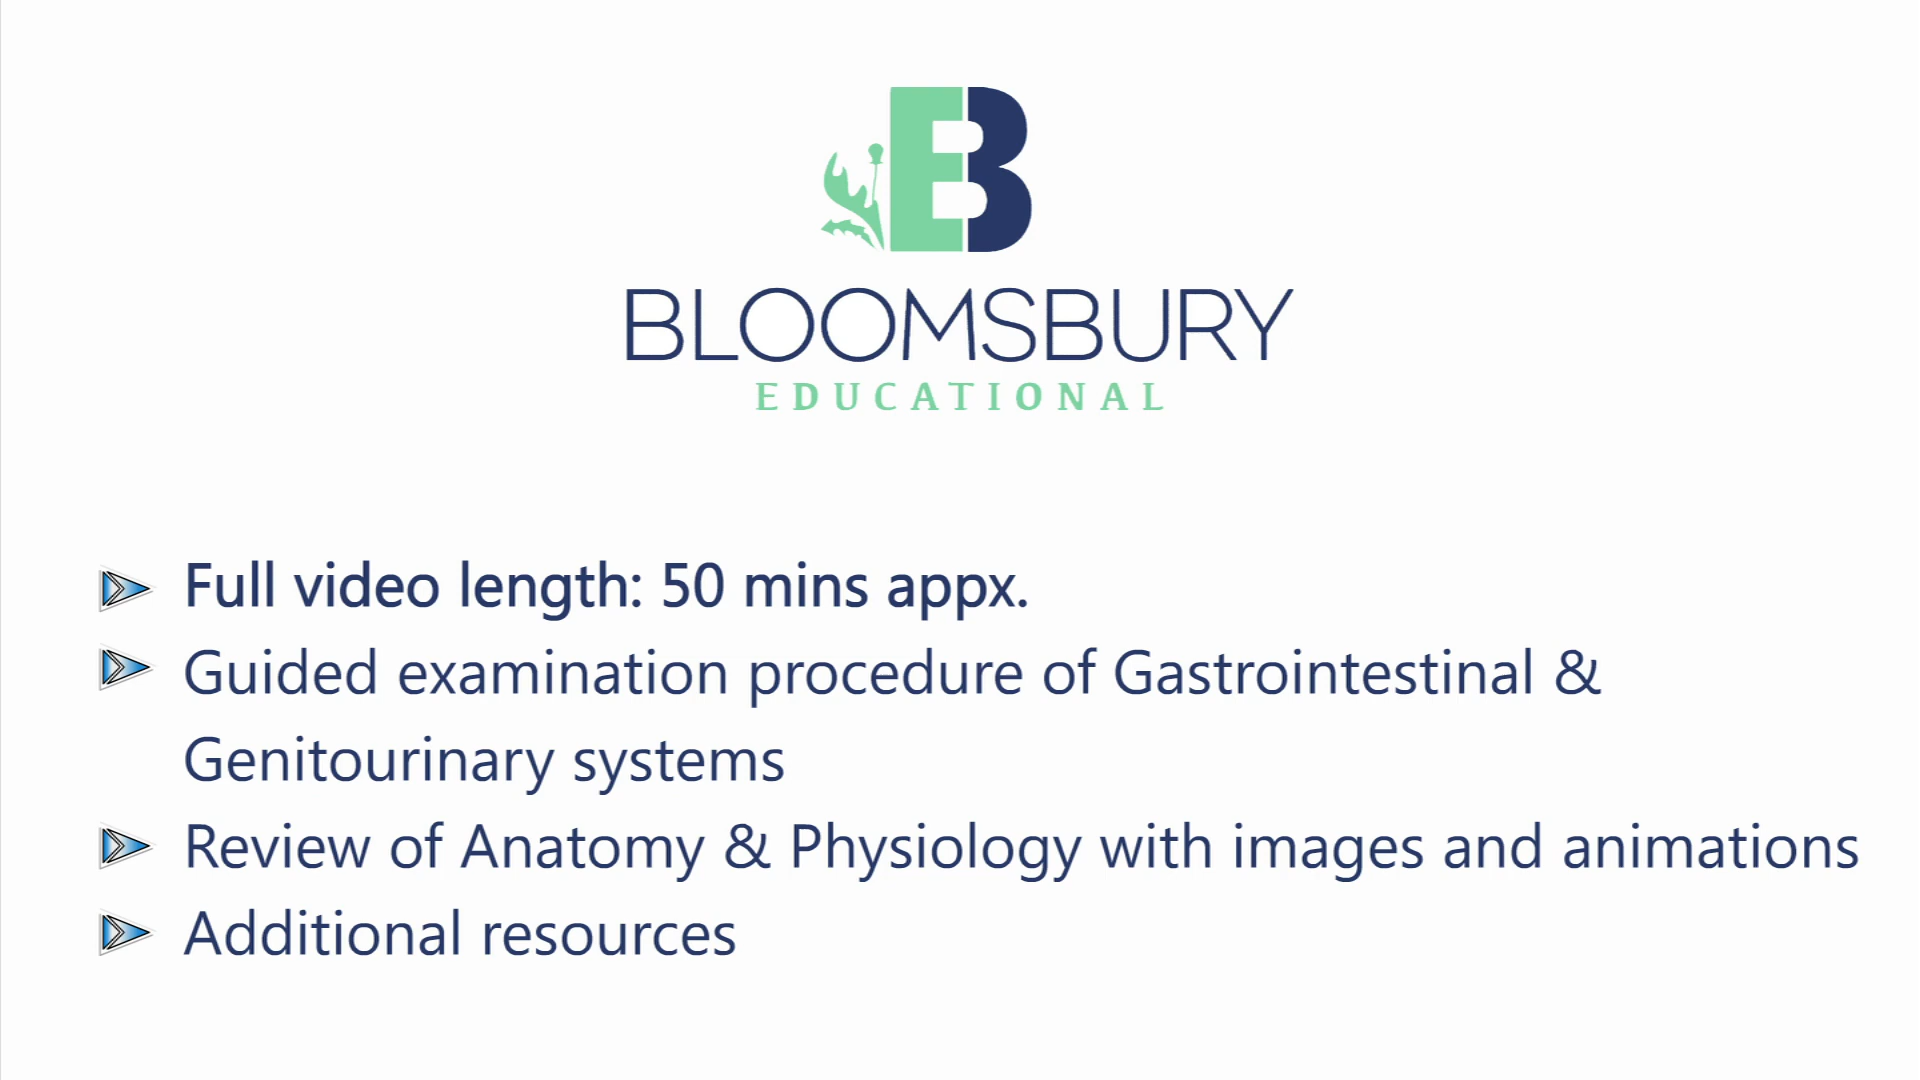 EB
BLOOMSBURY
EDUCATIONAL
Full video length: 50 mins appx.
Guided examination procedure of Gastrointestinal &
Genitourinary systems
Review of Anatomy & Physiology with images and animations
Additional resources